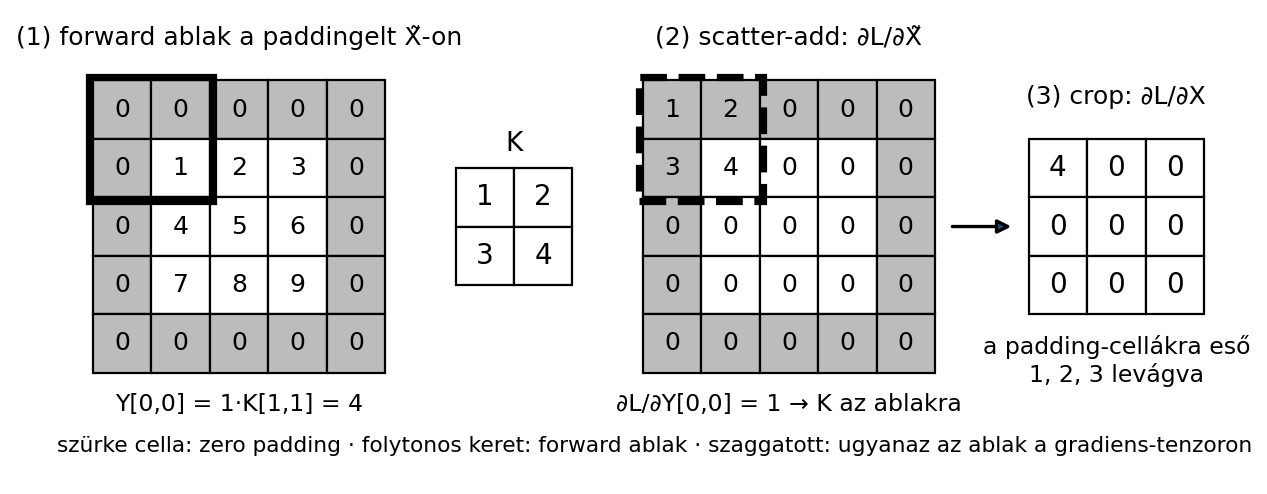 (1) forward ablak a paddingelt X̃-on
0 0 0 0 0
0 1 2 3 0
0 4 5 6 0
0 7 8 9 0
0 0 0 0 0
Y[0,0] = 1·K[1,1] = 4
K
1 2
3 4
(2) scatter-add: ∂L/∂X̃
1 2 0 0 0
3 4 0 0 0
0 0 0 0 0
0 0 0 0 0
0 0 0 0 0
∂L/∂Y[0,0] = 1 → K az ablakra
(3) crop: ∂L/∂X
4 0 0
0 0 0
0 0 0
a padding-cellákra eső
1, 2, 3 levágva
szürke cella: zero padding · folytonos keret: forward ablak · szaggatott: ugyanaz az ablak a gradiens-tenzoron